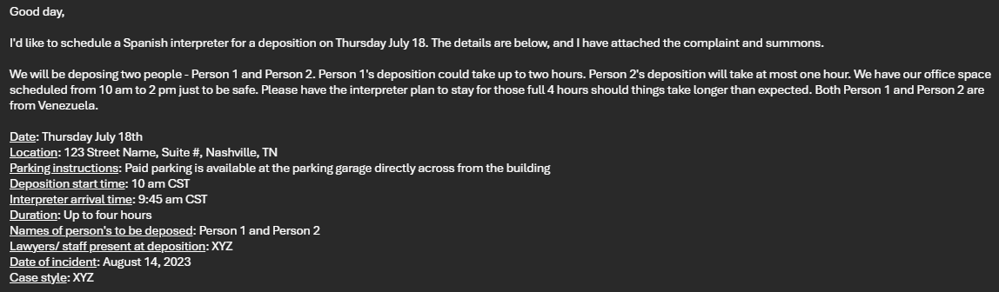 Good day,
I'd like to schedule a Spanish interpreter for a deposition on Thursday July 18. The details are below, and I have attached the complaint and summons.
We will be deposing two people - Person 1 and Person 2. Person 1's deposition could take up to two hours. Person 2's deposition will take at most one hour. We have our office space
scheduled from 10 am to 2 pm just to be safe. Please have the interpreter plan to stay for those full 4 hours should things take longer than expected. Both Person 1 and Person 2 are
from Venezuela.
Date: Thursday July 18th
Location: 123 Street Name, Suite #, Nashville, TN
Parking instructions: Paid parking is available at the parking garage directly across from the building
Deposition start time: 10 am CST
Interpreter arrival time: 9:45 am CST
Duration: Up to four hours
Names of person's to be deposed: Person 1 and Person 2
Lawyers/ staff present at deposition: XYZ
Date of incident: August 14, 2023
Case style: XYZ